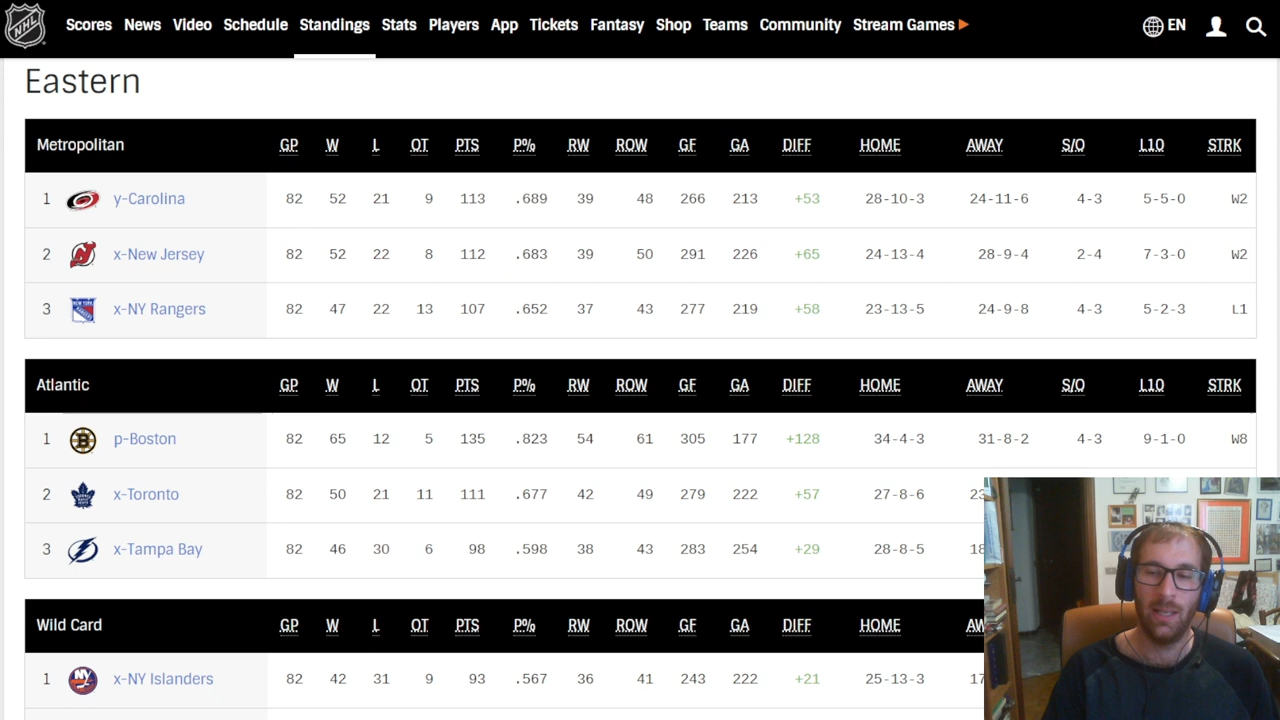 NHL
Scores News Video Schedule Standings Stats Players App Tickets Fantasy Shop Teams Community Stream Games EN
Eastern
Metropolitan GP W L OT PTS P% RW ROW GF GA DIFF HOME AWAY S/O L10 STRK
1 y-Carolina 82 52 21 9 113 .689 39 48 266 213 +53 28-10-3 24-11-6 4-3 5-5-0 W2
2 x-New Jersey 82 52 22 8 112 .683 39 50 291 226 +65 24-13-4 28-9-4 2-4 7-3-0 W2
3 x-NY Rangers 82 47 22 13 107 .652 37 43 277 219 +58 23-13-5 24-9-8 4-3 5-2-3 L1
Atlantic GP W L OT PTS P% RW ROW GF GA DIFF HOME AWAY S/O L10 STRK
1 p-Boston 82 65 12 5 135 .823 54 61 305 177 +128 34-4-3 31-8-2 4-3 9-1-0 W8
2 x-Toronto 82 50 21 11 111 .677 42 49 279 222 +57 27-8-6 23
3 x-Tampa Bay 82 46 30 6 98 .598 38 43 283 254 +29 28-8-5 18
Wild Card GP W L OT PTS P% RW ROW GF GA DIFF HOME AW
1 x-NY Islanders 82 42 31 9 93 .567 36 41 243 222 +21 25-13-3 17